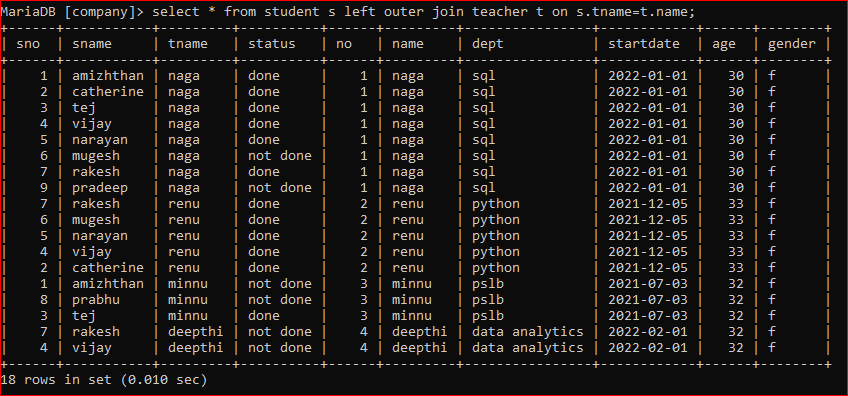 MariaDB [company]> select * from student s left outer join teacher t on s.tname=t.name;
+------+-----------+---------+----------+------+---------+----------------+------------+------+--------+
| sno  | sname     | tname   | status   | no   | name    | dept           | startdate  | age  | gender |
+------+-----------+---------+----------+------+---------+----------------+------------+------+--------+
|    1 | amizhthan | naga    | done     |    1 | naga    | sql            | 2022-01-01 |   30 | f      |
|    2 | catherine | naga    | done     |    1 | naga    | sql            | 2022-01-01 |   30 | f      |
|    3 | tej       | naga    | done     |    1 | naga    | sql            | 2022-01-01 |   30 | f      |
|    4 | vijay     | naga    | done     |    1 | naga    | sql            | 2022-01-01 |   30 | f      |
|    5 | narayan   | naga    | done     |    1 | naga    | sql            | 2022-01-01 |   30 | f      |
|    6 | mugesh    | naga    | not done |    1 | naga    | sql            | 2022-01-01 |   30 | f      |
|    7 | rakesh    | naga    | done     |    1 | naga    | sql            | 2022-01-01 |   30 | f      |
|    9 | pradeep   | naga    | not done |    1 | naga    | sql            | 2022-01-01 |   30 | f      |
|    7 | rakesh    | renu    | done     |    2 | renu    | python         | 2021-12-05 |   33 | f      |
|    6 | mugesh    | renu    | done     |    2 | renu    | python         | 2021-12-05 |   33 | f      |
|    5 | narayan   | renu    | done     |    2 | renu    | python         | 2021-12-05 |   33 | f      |
|    4 | vijay     | renu    | done     |    2 | renu    | python         | 2021-12-05 |   33 | f      |
|    2 | catherine | renu    | done     |    2 | renu    | python         | 2021-12-05 |   33 | f      |
|    1 | amizhthan | minnu   | not done |    3 | minnu   | pslb           | 2021-07-03 |   32 | f      |
|    8 | prabhu    | minnu   | not done |    3 | minnu   | pslb           | 2021-07-03 |   32 | f      |
|    3 | tej       | minnu   | done     |    3 | minnu   | pslb           | 2021-07-03 |   32 | f      |
|    7 | rakesh    | deepthi | not done |    4 | deepthi | data analytics | 2022-02-01 |   32 | f      |
|    4 | vijay     | deepthi | not done |    4 | deepthi | data analytics | 2022-02-01 |   32 | f      |
+------+-----------+---------+----------+------+---------+----------------+------------+------+--------+
18 rows in set (0.010 sec)